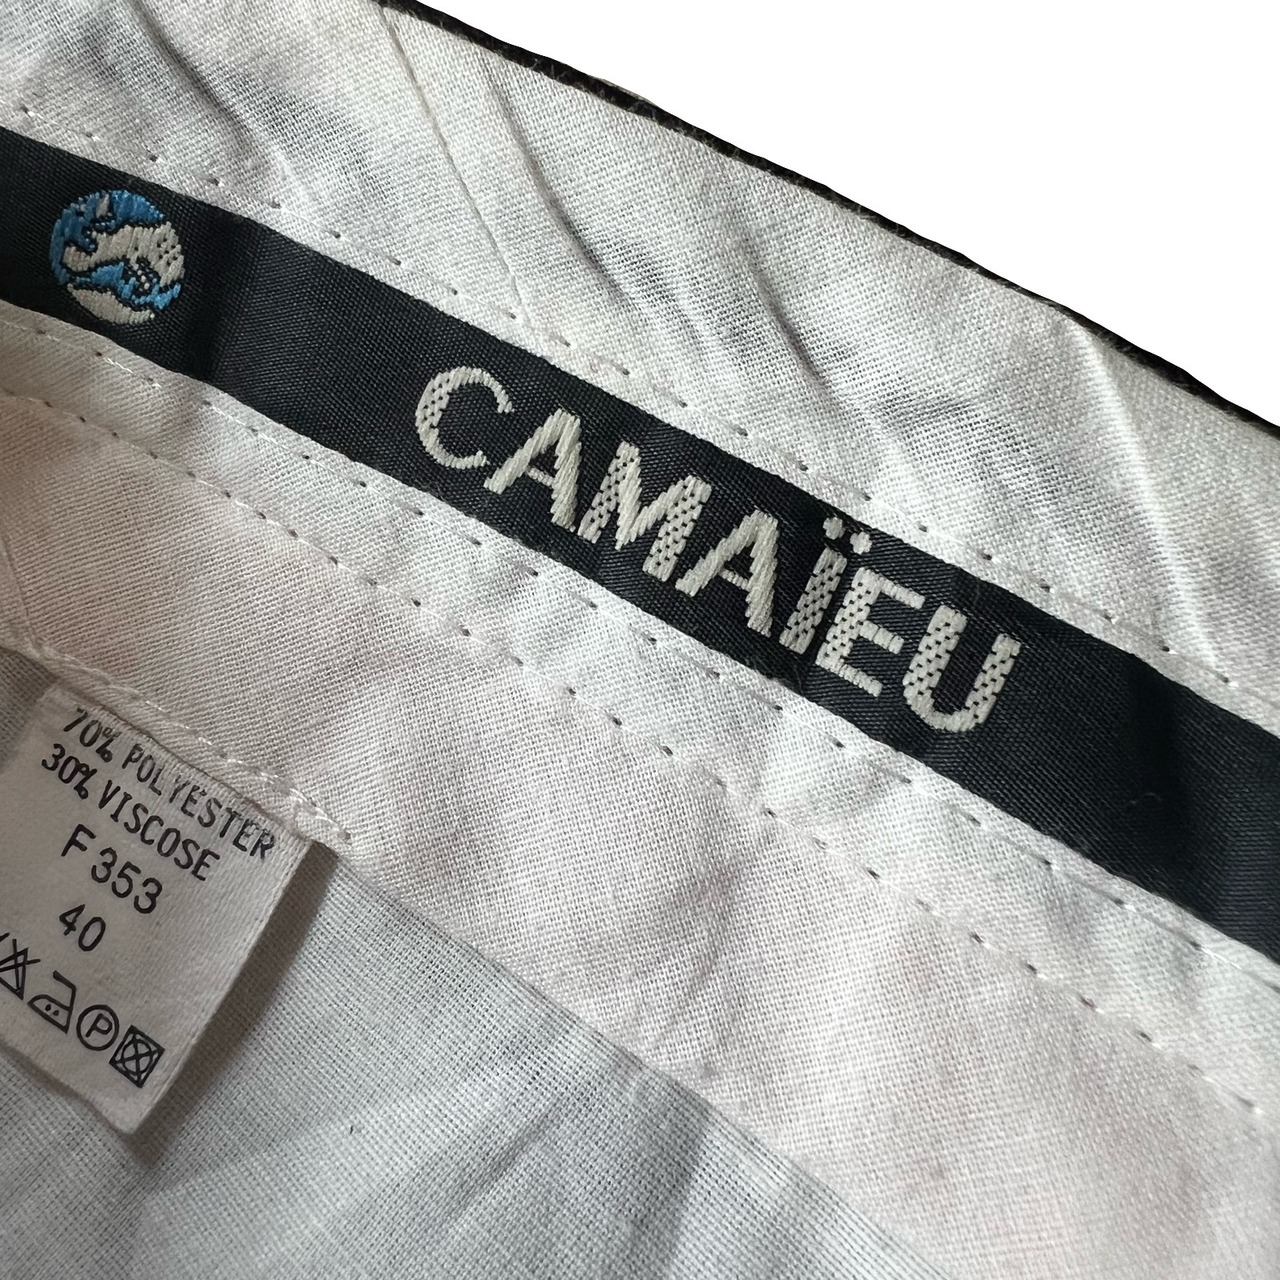 CAMAÏEU
70% POLYESTER
30% VISCOSE
F 353
40
P